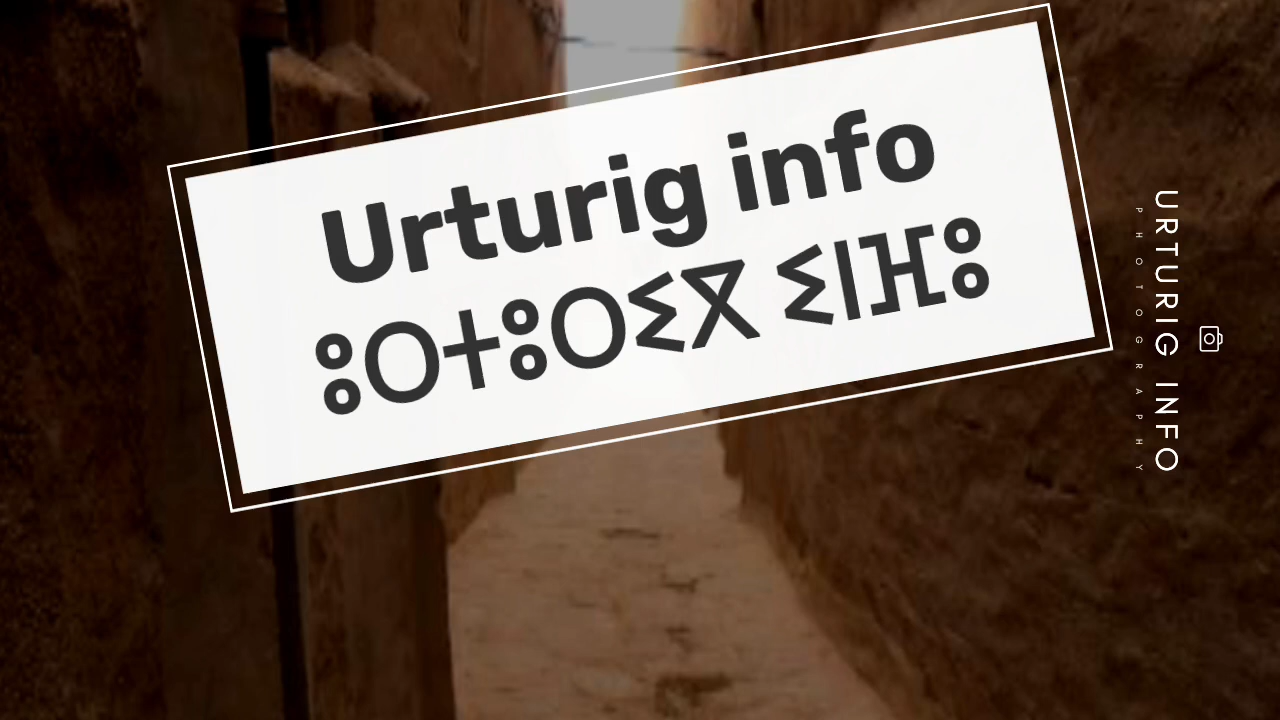 Urturig info
ⵓⵔⵜⵓⵔⵉⴳ ⵉⵏⴼⵓ
URTURIG INFO
PHOTOGRAPHY